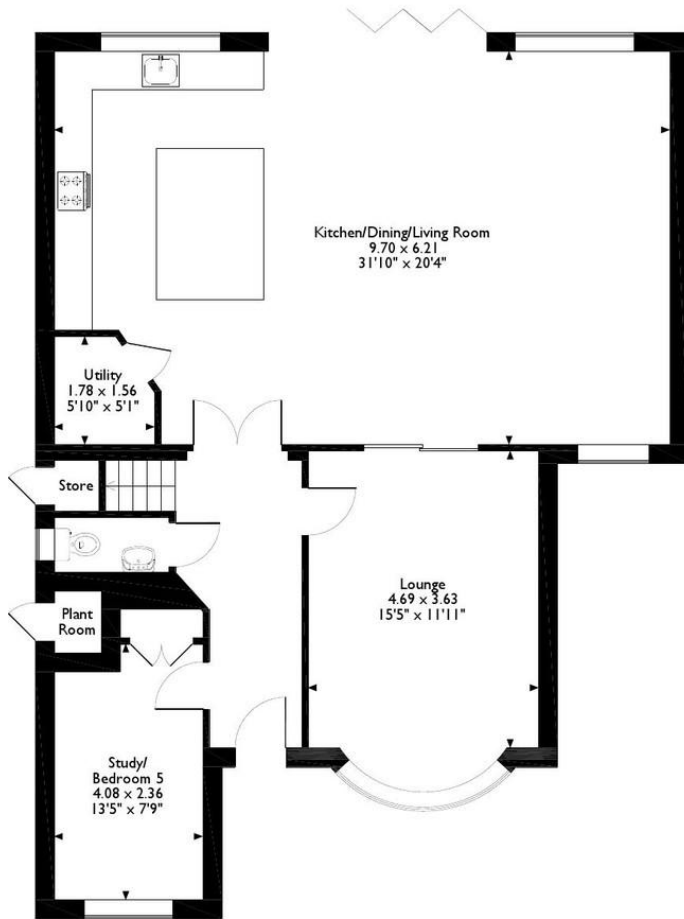 Kitchen/Dining/Living Room
9.70 x 6.21
31'10" x 20'4"
Utility
1.78 x 1.56
5'10" x 5'1"
Store
Plant
Room
Lounge
4.69 x 3.63
15'5" x 11'11"
Study/
Bedroom 5
4.08 x 2.36
13'5" x 7'9"